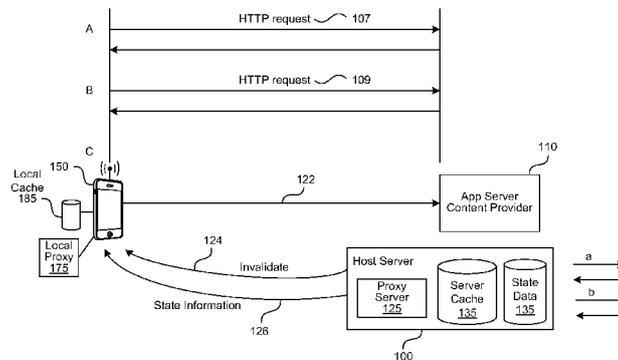 A
HTTP request 107
B
HTTP request 109
C
150
110
Local
Cache
185
122
App Server
Content Provider
Local
Proxy
175
124
Invalidate
Host Server
a
State Information
126
Proxy
Server
125
Server
Cache
135
State
Data
135
b
100